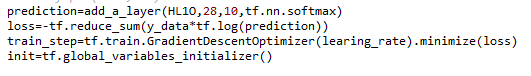 prediction=add_a_layer(HL1O,28,10,tf.nn.softmax)
loss=-tf.reduce_sum(y_data*tf.log(prediction))
train_step=tf.train.GradientDescentOptimizer(learing_rate).minimize(loss)
init=tf.global_variables_initializer()